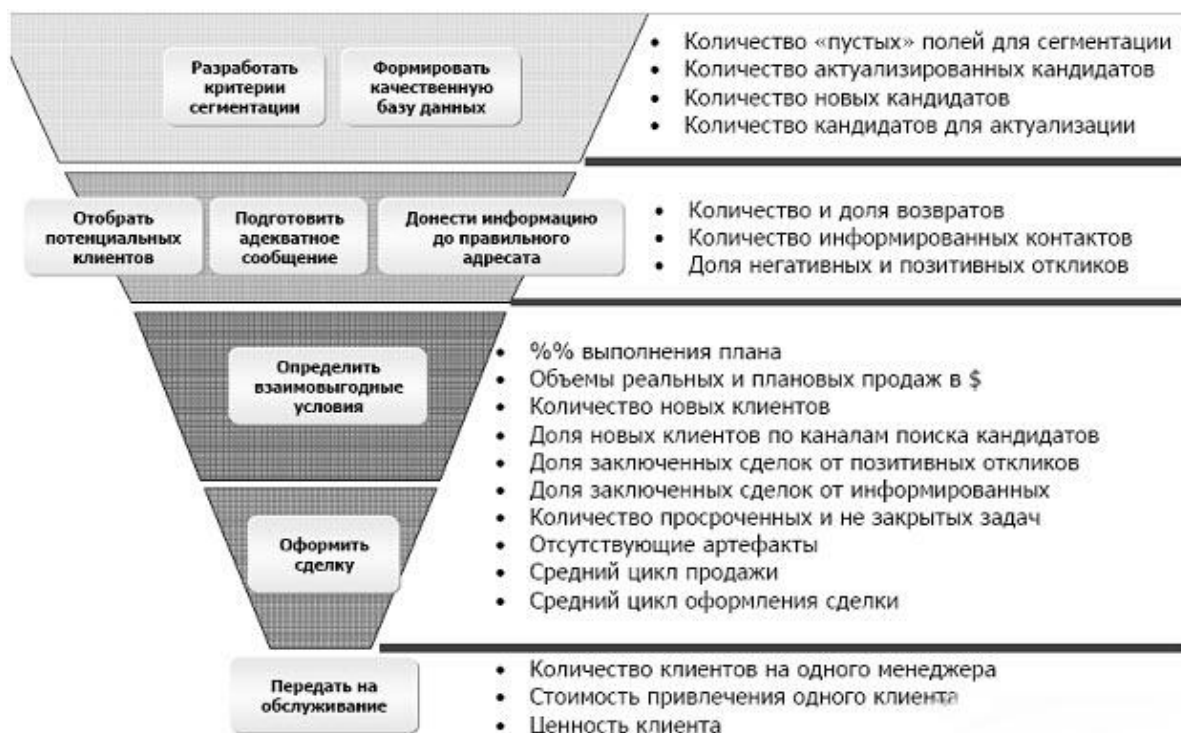 Разработать
критерии
сегментации
Формировать
качественную
базу данных
• Количество «пустых» полей для сегментации
• Количество актуализированных кандидатов
• Количество новых кандидатов
• Количество кандидатов для актуализации
Отобрать
потенциальных
клиентов
Подготовить
адекватное
сообщение
Донести информацию
до правильного
адресата
• Количество и доля возвратов
• Количество информированных контактов
• Доля негативных и позитивных откликов
Определить
взаимовыгодные
условия
Оформить
сделку
• %% выполнения плана
• Объемы реальных и плановых продаж в $
• Количество новых клиентов
• Доля новых клиентов по каналам поиска кандидатов
• Доля заключенных сделок от позитивных откликов
• Доля заключенных сделок от информированных
• Количество просроченных и не закрытых задач
• Отсутствующие артефакты
• Средний цикл продажи
• Средний цикл оформления сделки
Передать на
обслуживание
• Количество клиентов на одного менеджера
• Стоимость привлечения одного клиента
• Ценность клиента